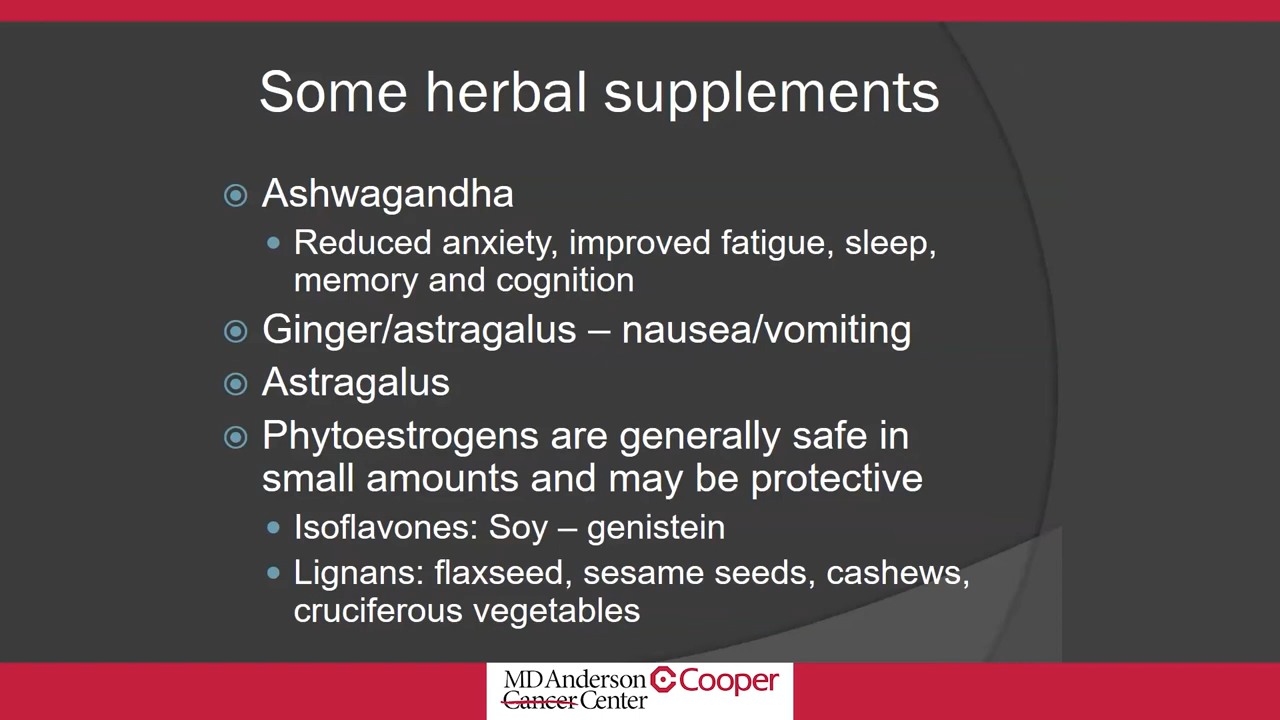 Some herbal supplements
Ashwagandha
Reduced anxiety, improved fatigue, sleep,
memory and cognition
Ginger/astragalus – nausea/vomiting
Astragalus
Phytoestrogens are generally safe in
small amounts and may be protective
Isoflavones: Soy – genistein
Lignans: flaxseed, sesame seeds, cashews,
cruciferous vegetables
MD Anderson Cooper
Cancer Center